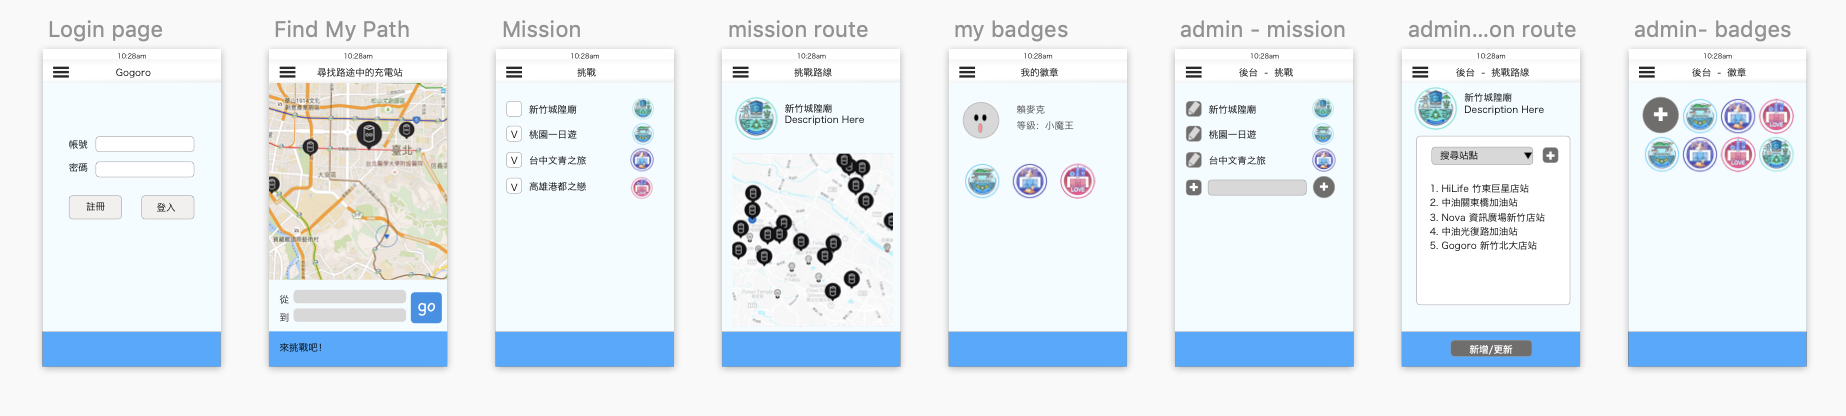 Login page
10:28am
Gogoro
帳號
密碼
註冊
登入
Find My Path
10:28am
尋找路途中的充電站
臺北
大安區
從
到
go
來挑戰吧!
Mission
10:28am
挑戰
新竹城隍廟
V 桃園一日遊
V 台中文青之旅
V 高雄港都之戀
LOVE
mission route
10:28am
挑戰路線
新竹城隍廟
Description Here
my badges
10:28am
我的徽章
賴麥克
等級: 小魔王
LOVE
admin - mission
10:28am
後台 - 挑戰
新竹城隍廟
桃園一日遊
台中文青之旅
admin...on route
10:28am
後台 - 挑戰路線
新竹城隍廟
Description Here
搜尋站點
1. HiLife 竹東巨星店站
2. 中油關東橋加油站
3. Nova 資訊廣場新竹店站
4. 中油光復路加油站
5. Gogoro 新竹北大店站
新增/更新
admin- badges
10:28am
後台 - 徽章
LOVE
LOVE